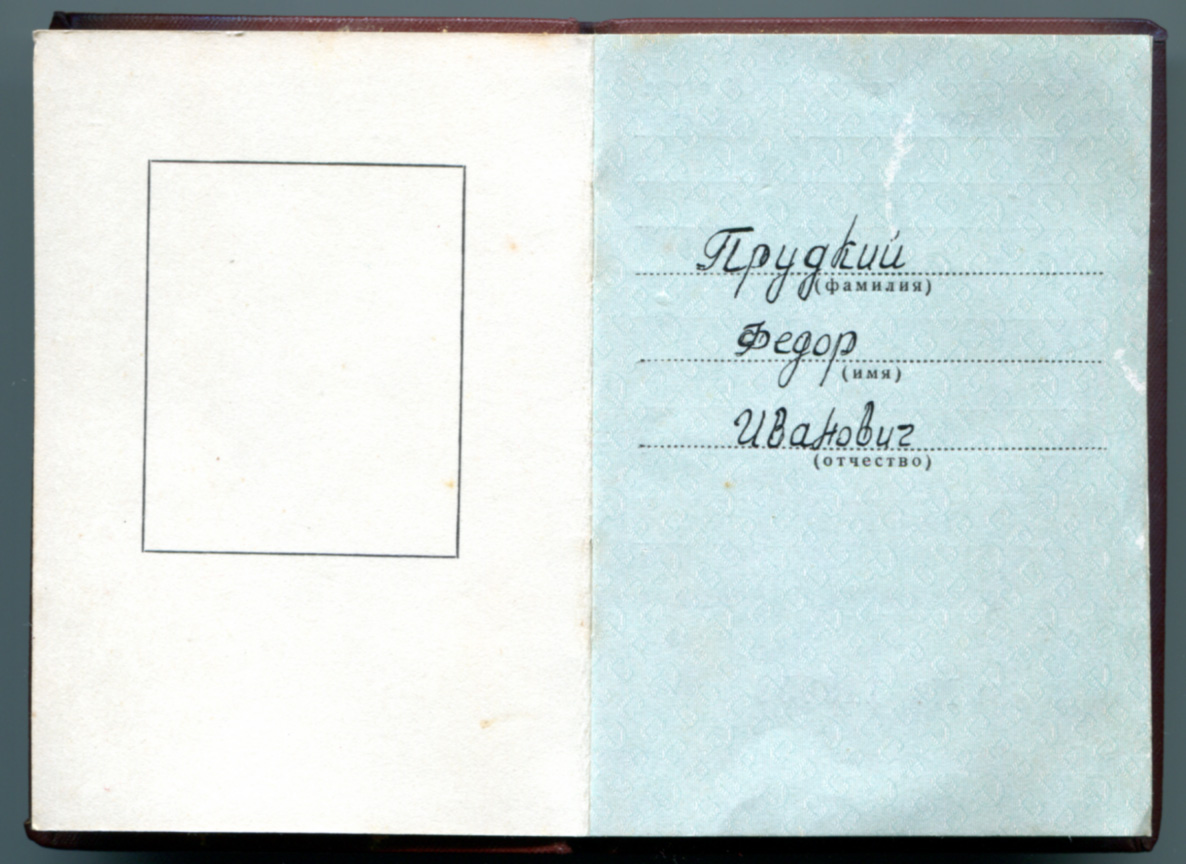 Прудкий
(фамилия)
Федор
(имя)
Иванович
(отчество)